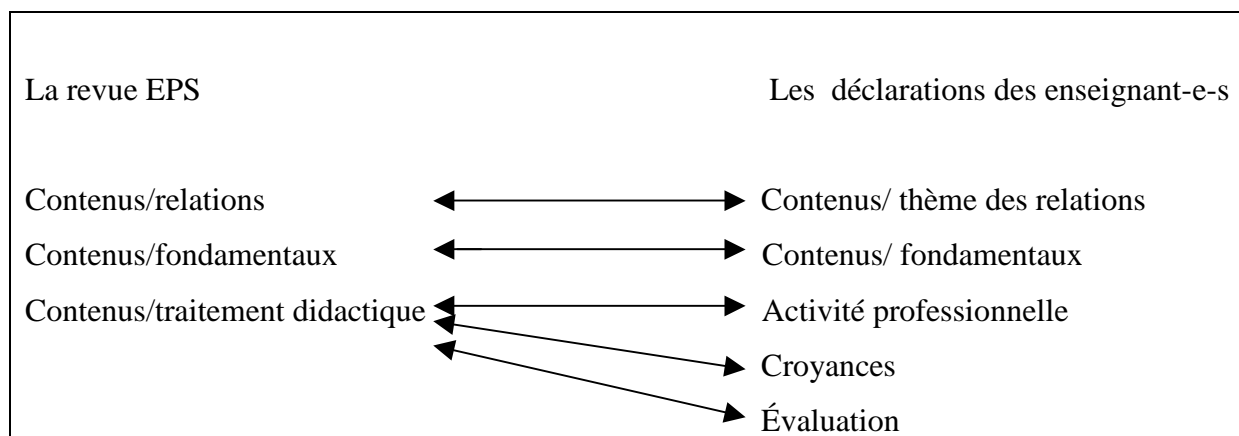 La revue EPS Les déclarations des enseignant-e-s
Contenus/relations Contenus/ thème des relations
Contenus/fondamentaux Contenus/ fondamentaux
Contenus/traitement didactique Activité professionnelle
Croyances
Évaluation